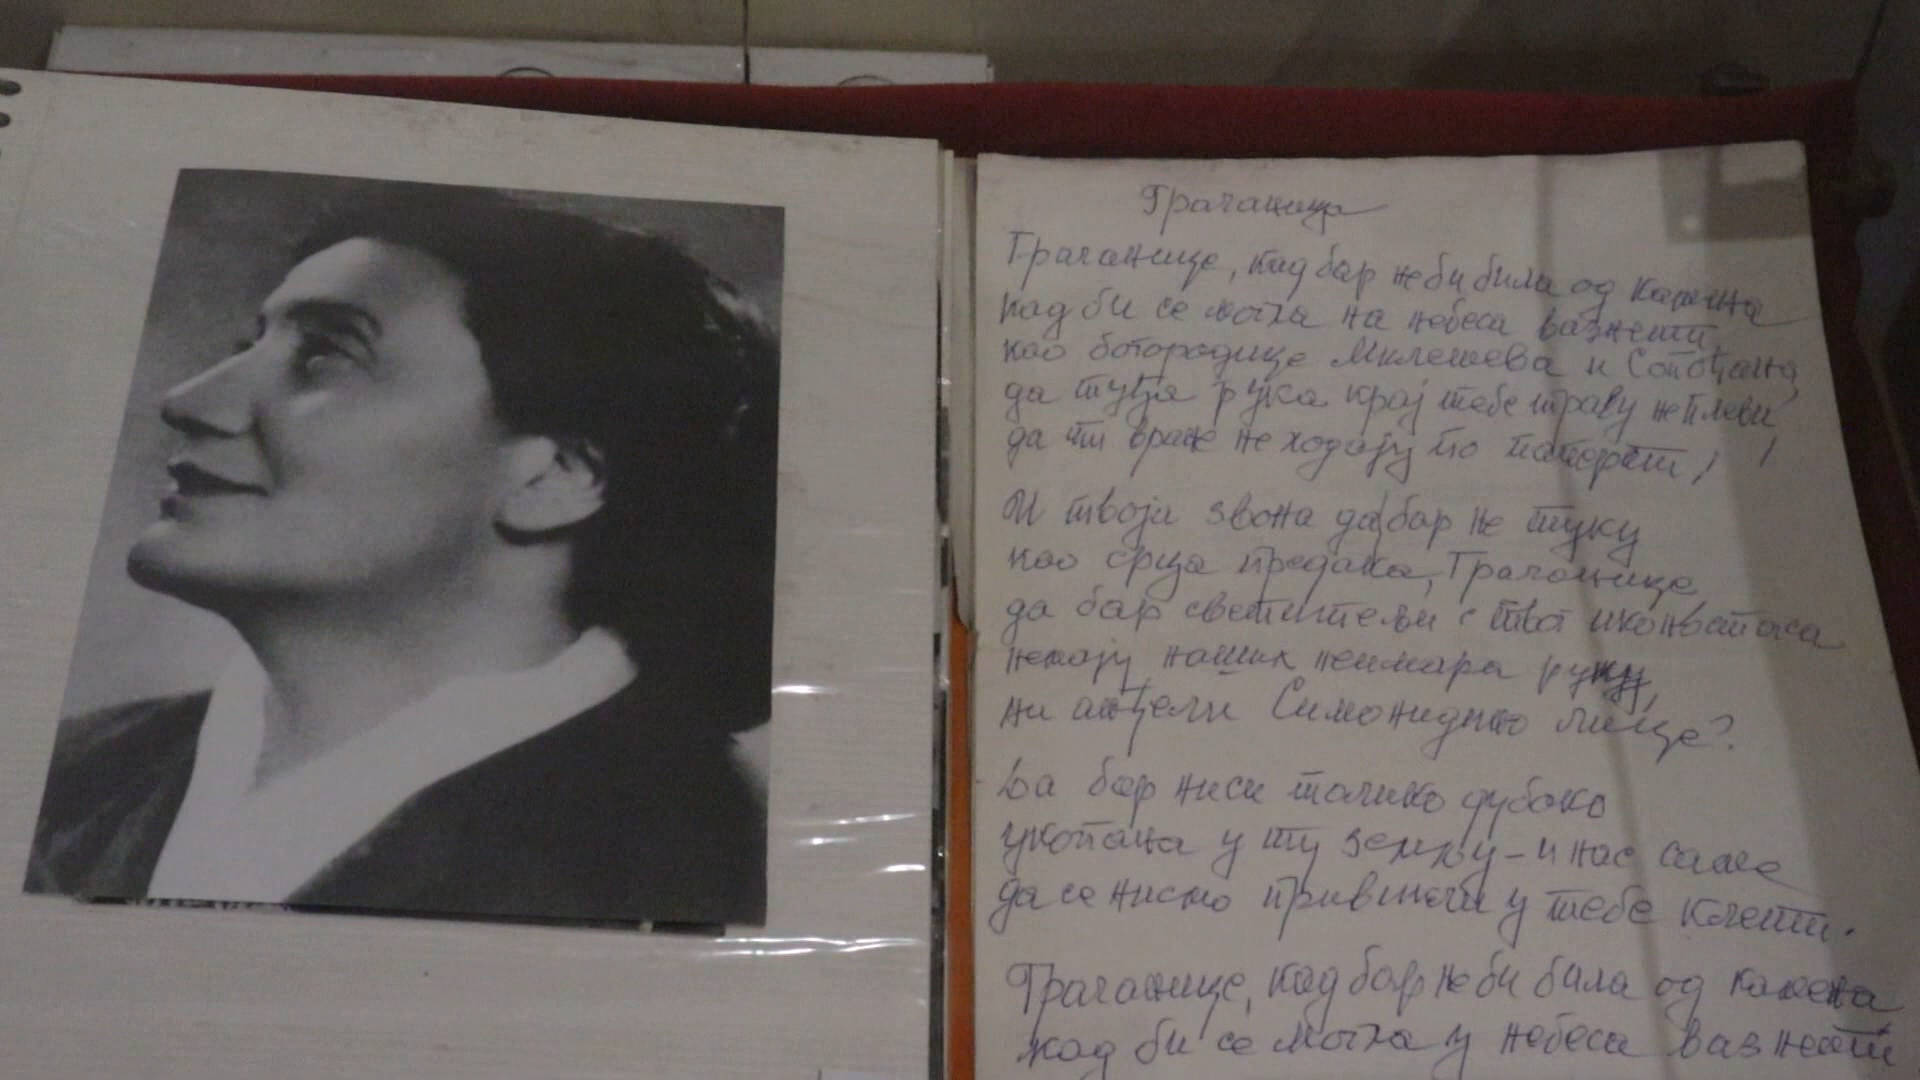 Грачаница
Грачанице, кад бар не би била од камена
кад би се могла на небеса вазнети,
као богородице Милешева и Сопоћана,
да туђа рука крај тебе траву не плеви,
да ти вране не ходају по паперти!
И твоја звона да бар не туку
као срца предака, Грачанице
да бар светитељи с твог иконостаса
немају наших неимара руку,
ни анђели Симонидино лице?
Да бар ниси толико дубоко
укопана у ту земљу – и нас саме
да се нисмо привикли у тебе клети.
Грачанице, кад бар не би била од камена
кад би се могла у небеса вазнети